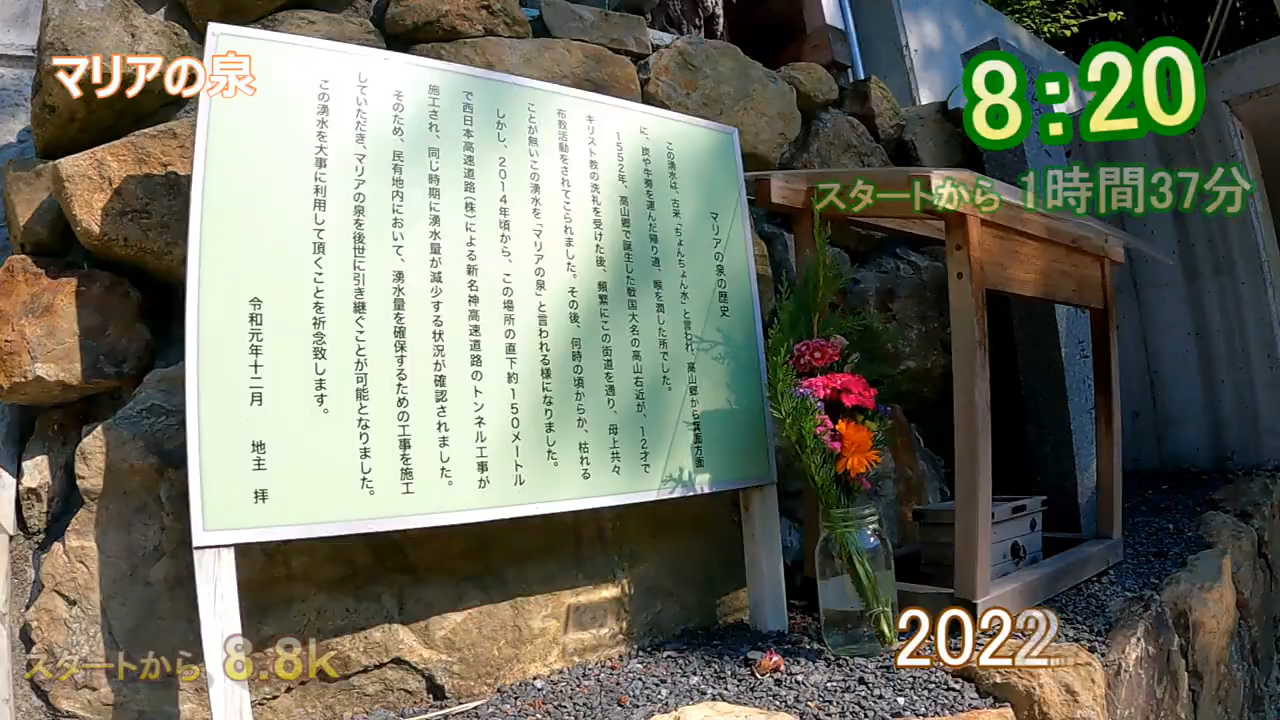 マリアの泉
8:20
スタートから 1時間37分
マリアの泉の歴史
この湧水は、古来、「ちょんちょん水」と言われ、高山郷から箕面方面
に、炭や牛蒡を運んだ帰り道、喉を潤した所でした。
1552年、高山郷で誕生した戦国大名の高山右近が、12才で
キリスト教の洗礼を受けた後、頻繁にこの街道を通り、母上共々
布教活動をされてこられました。その後、何時の頃からか、枯れる
ことが無いこの湧水を「マリアの泉」と言われる様になりました。
しかし、2014年頃から、この場所の直下約150メートル
で西日本高速道路(株)による新名神高速道路のトンネル工事が
施工され、同じ時期に湧水量が減少する状況が確認されました。
そのため、民有地内において、湧水量を確保するための工事を施工
していただき、マリアの泉を後世に引き継ぐことが可能となりました。
この湧水を大事に利用して頂くことを祈念致します。
令和元年十二月 地主 拝
スタートから 8.8k
2022